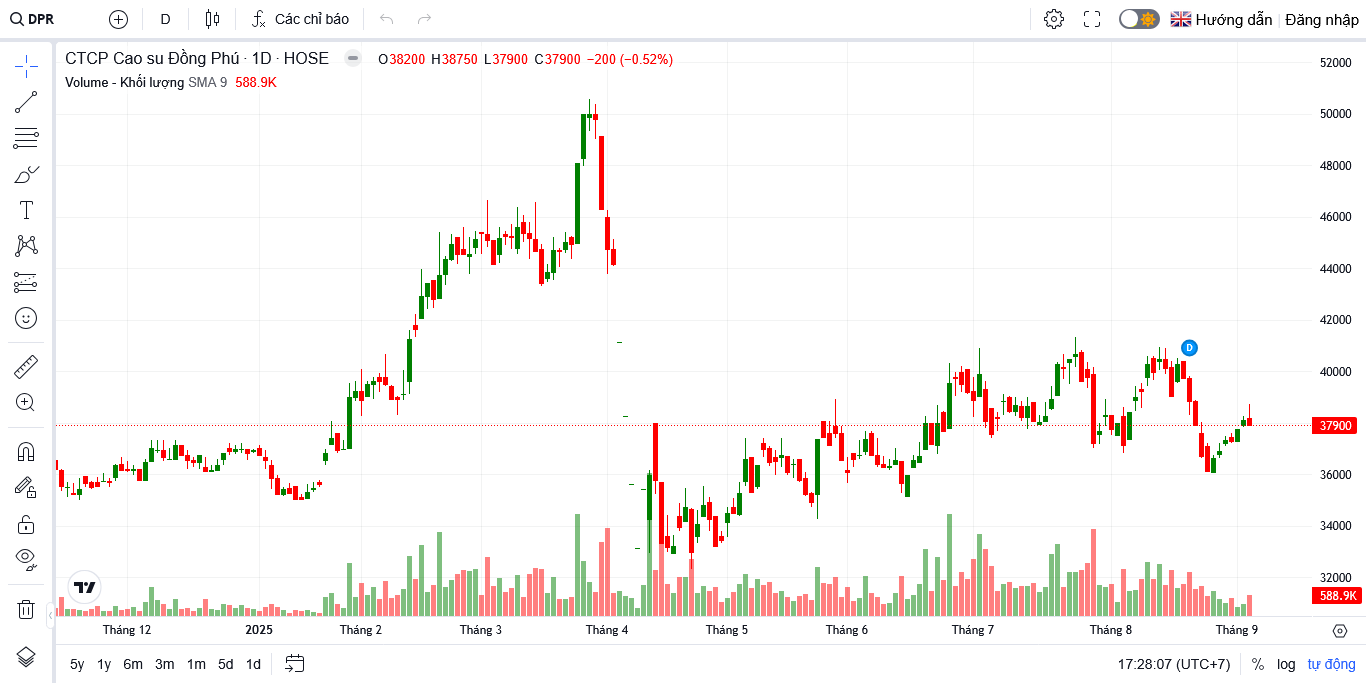 DPR D Các chỉ báo Hướng dẫn Đăng nhập
CTCP Cao su Đồng Phú · 1D · HOSE O38200 H38750 L37900 C37900 −200 (−0.52%)
Volume - Khối lượng SMA 9 588.9K
52000
50000
48000
46000
44000
42000
40000
37900
36000
34000
32000
588.9K
D
Tháng 12 2025 Tháng 2 Tháng 3 Tháng 4 Tháng 5 Tháng 6 Tháng 7 Tháng 8 Tháng 9
5y 1y 6m 3m 1m 5d 1d 17:28:07 (UTC+7) % log tự động